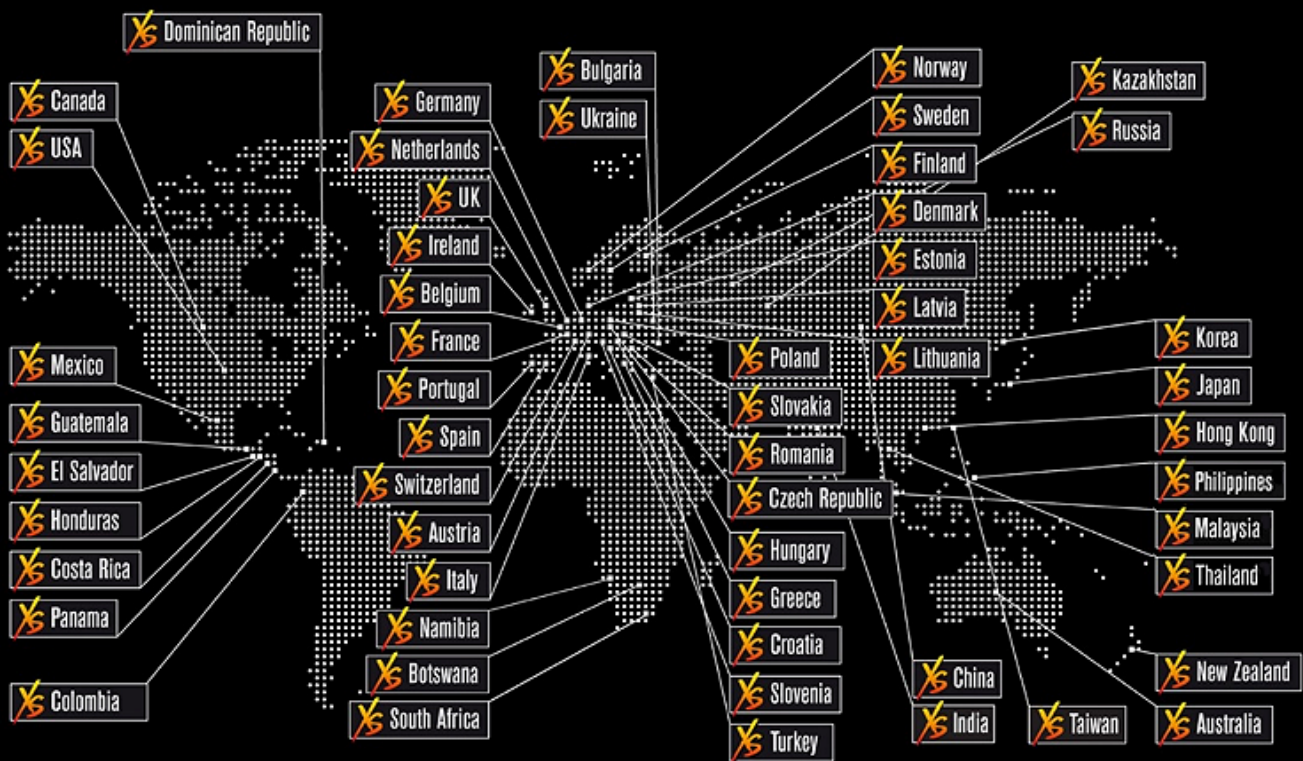 Dominican Republic
Canada
USA
Mexico
Guatemala
El Salvador
Honduras
Costa Rica
Panama
Colombia
Germany
Netherlands
UK
Ireland
Belgium
France
Portugal
Spain
Switzerland
Austria
Italy
Namibia
Botswana
South Africa
Bulgaria
Ukraine
Norway
Sweden
Finland
Denmark
Estonia
Latvia
Lithuania
Poland
Slovakia
Romania
Czech Republic
Hungary
Greece
Croatia
Slovenia
Turkey
Kazakhstan
Russia
Korea
Japan
Hong Kong
Philippines
Malaysia
Thailand
China
India
Taiwan
New Zealand
Australia